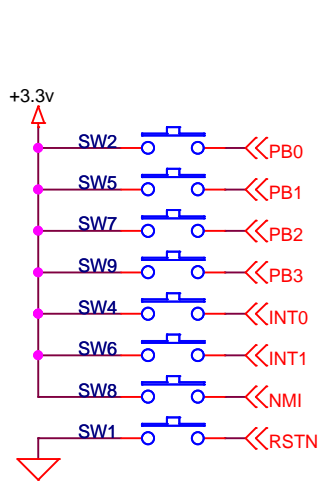 +3.3v
SW2 PB0
SW5 PB1
SW7 PB2
SW9 PB3
SW4 INT0
SW6 INT1
SW8 NMI
SW1 RSTN